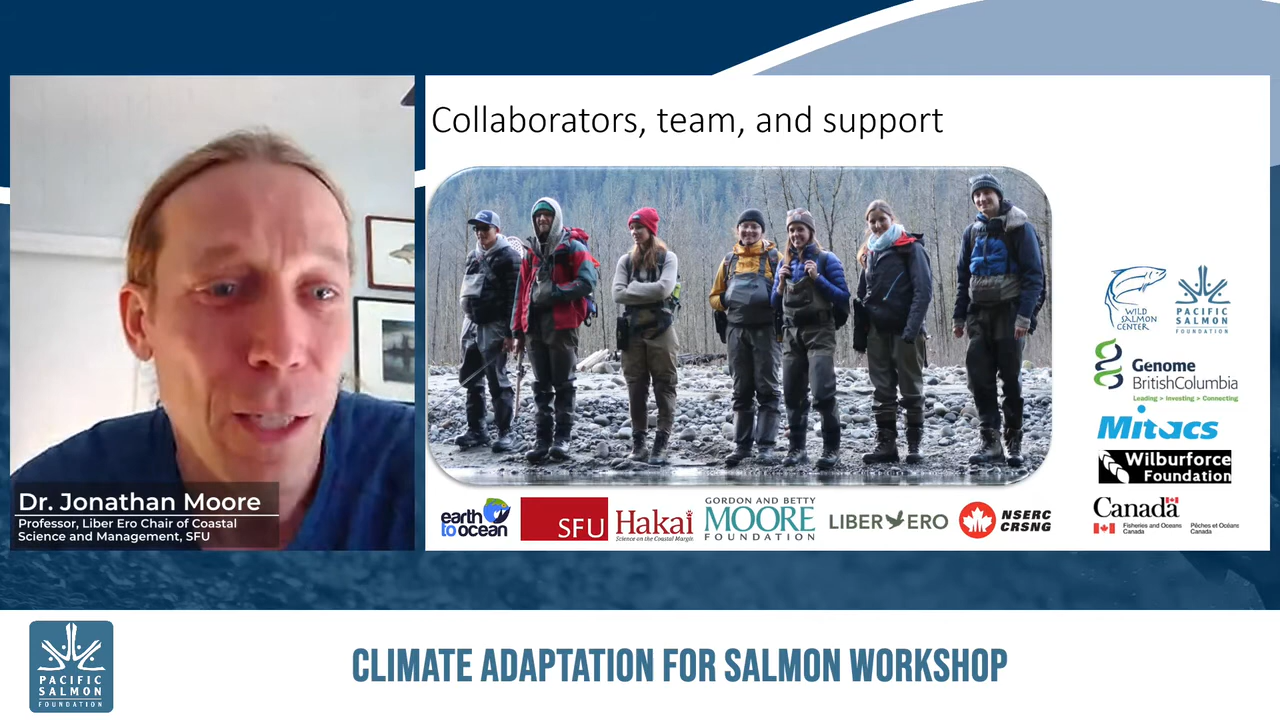 Collaborators, team, and support
WILD
SALMON
CENTER
PACIFIC
SALMON
FOUNDATION
Genome
BritishColumbia
Leading > Investing > Connecting
Mitacs
Wilburforce
Foundation
Canada
Fisheries and Oceans
Canada
Pêches et Océans
Canada
earth
to ocean
SFU
Hakai
Science on the Coastal Margin.
GORDON AND BETTY
MOORE
FOUNDATION
LIBER ERO
NSERC
CRSNG
Dr. Jonathan Moore
Professor, Liber Ero Chair of Coastal
Science and Management, SFU
PACIFIC
SALMON
FOUNDATION
CLIMATE ADAPTATION FOR SALMON WORKSHOP